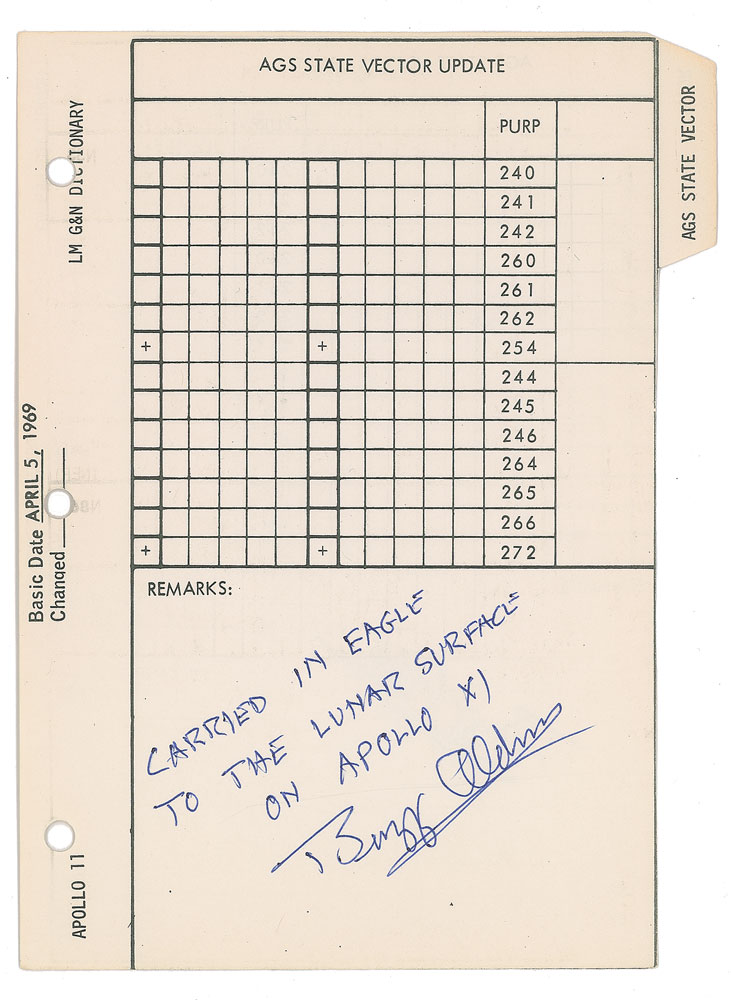 AGS STATE VECTOR UPDATE
PURP
240
241
242
260
261
262
+ + 254
244
245
246
264
265
266
+ + 272
REMARKS:
CARRIED IN EAGLE
TO THE LUNAR SURFACE
ON APOLLO XI
Buzz Aldrin
AGS STATE VECTOR
LM G&N DICTIONARY
Basic Date APRIL 5, 1969
Changed
APOLLO 11